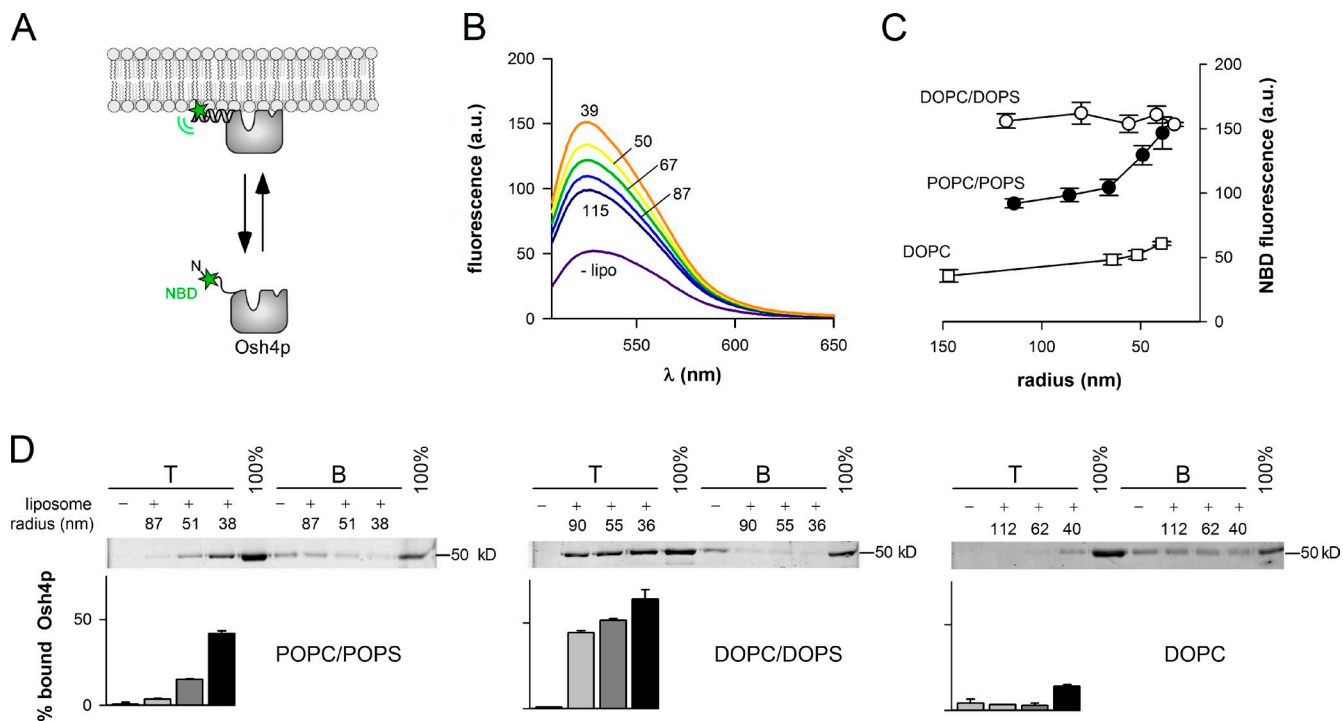 A
N
NBD
Osh4p
B
200
150
100
50
0
fluorescence (a.u.)
39
50
67
87
115
- lipo
550 600 650
λ (nm)
C
DOPC/DOPS
POPC/POPS
DOPC
200
150
100
50
0
NBD fluorescence (a.u.)
150 100 50
radius (nm)
D
T 100% B 100%
liposome − + + + − + + +
radius (nm) 87 51 38 87 51 38
50 kD
% bound Osh4p
50
0
POPC/POPS
T 100% B 100%
− + + + − + + +
90 55 36 90 55 36
50 kD
DOPC/DOPS
T 100% B 100%
− + + + − + + +
112 62 40 112 62 40
50 kD
DOPC